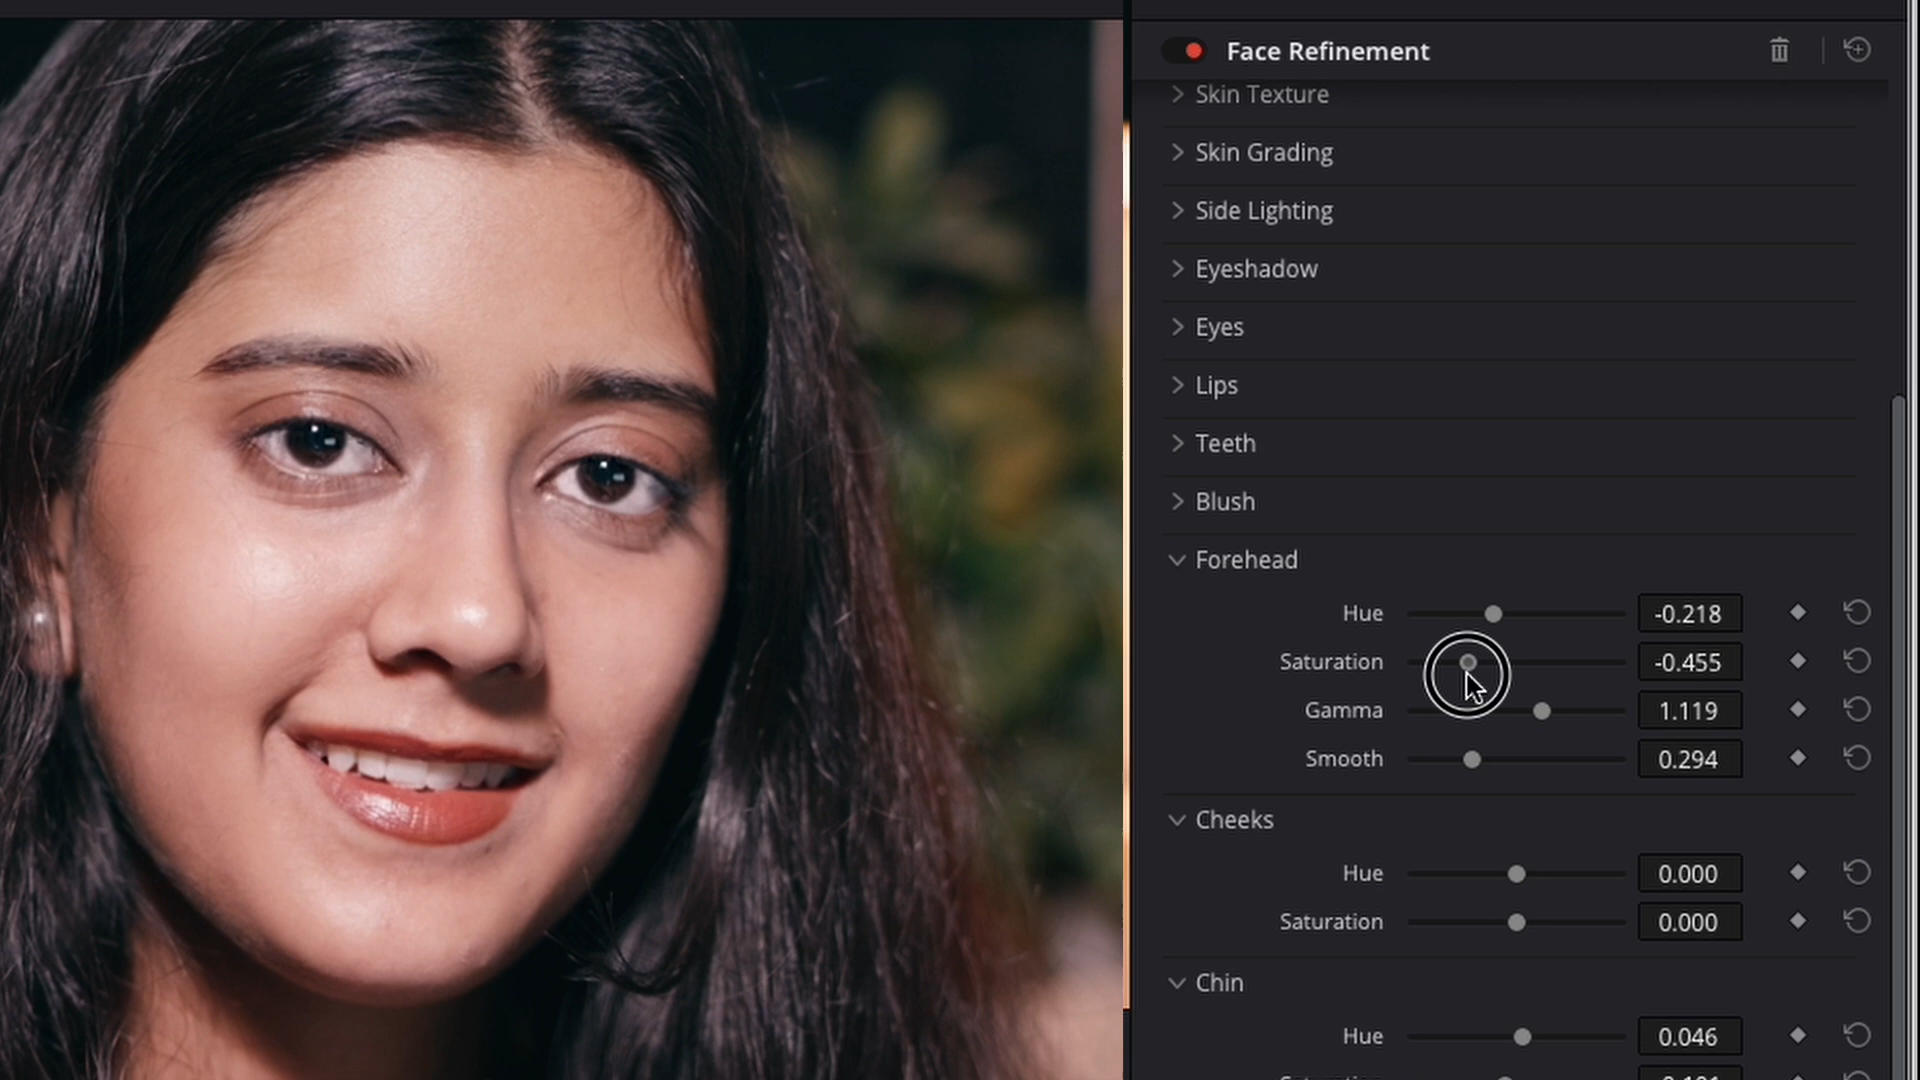 Face Refinement
Skin Texture
Skin Grading
Side Lighting
Eyeshadow
Eyes
Lips
Teeth
Blush
Forehead
Hue -0.218
Saturation -0.455
Gamma 1.119
Smooth 0.294
Cheeks
Hue 0.000
Saturation 0.000
Chin
Hue 0.046